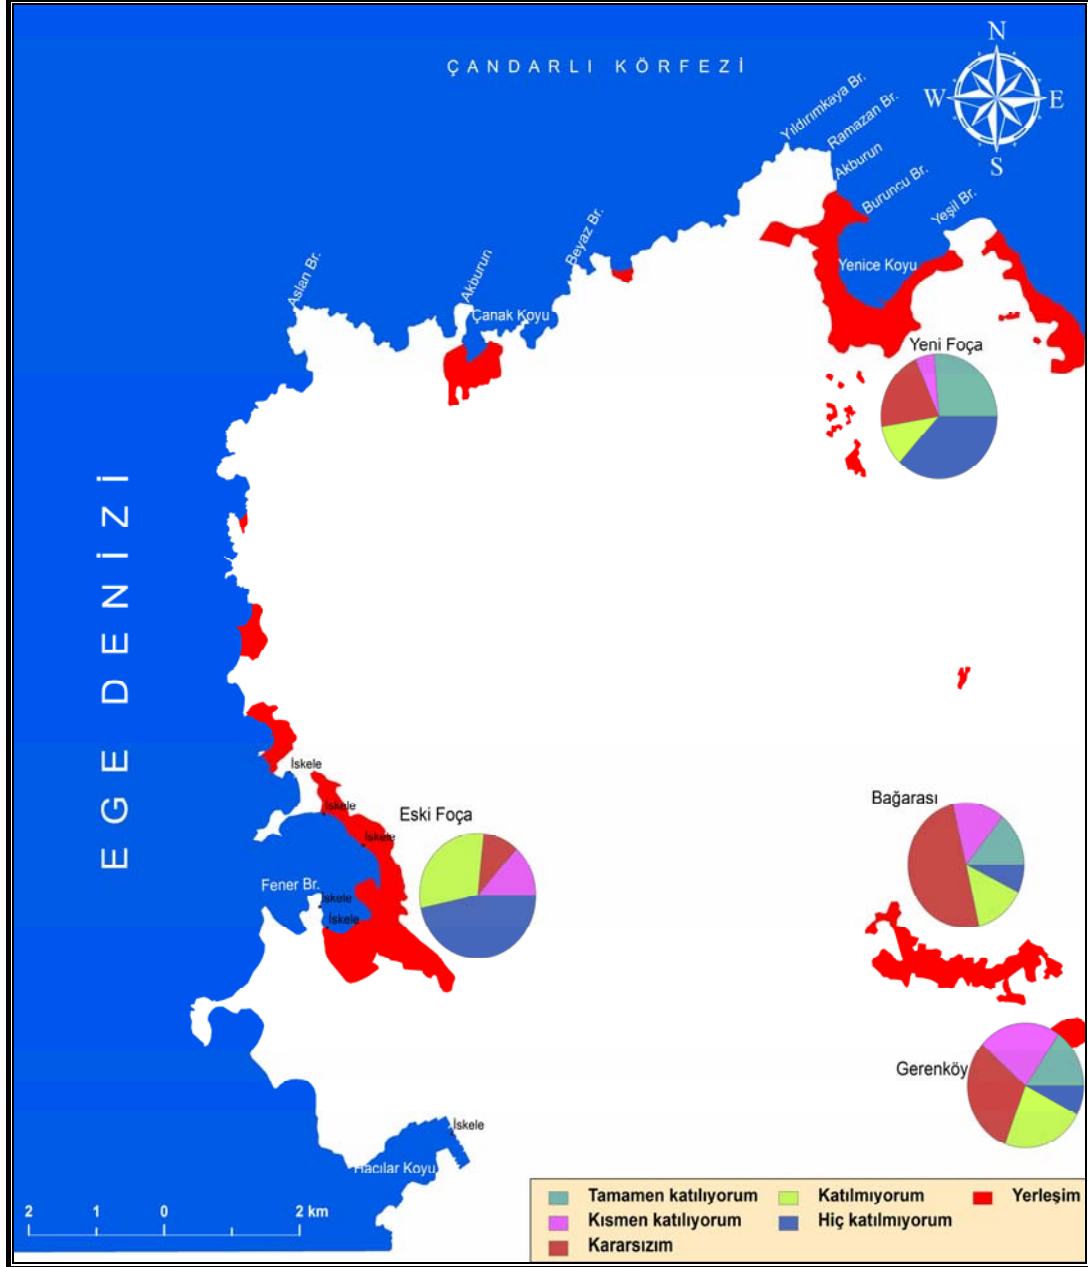 ÇANDARLI KÖRFEZİ
N
W
E
S
Yıldırımkaya Br.
Ramazan Br.
Akburun
Buruncu Br.
Yeşil Br.
Yenice Koyu
Beyaz Br.
Akburun
Aslan Br.
Çanak Koyu
Yeni Foça
EGE DENİZİ
İskele
İskele
İskele
Eski Foça
Bağarası
Fener Br.
İskele
İskele
Gerenköy
İskele
Hacılar Koyu
2 1 0 2 km
Tamamen katılıyorum Katılmıyorum Yerleşim
Kısmen katılıyorum Hiç katılmıyorum
Kararsızım